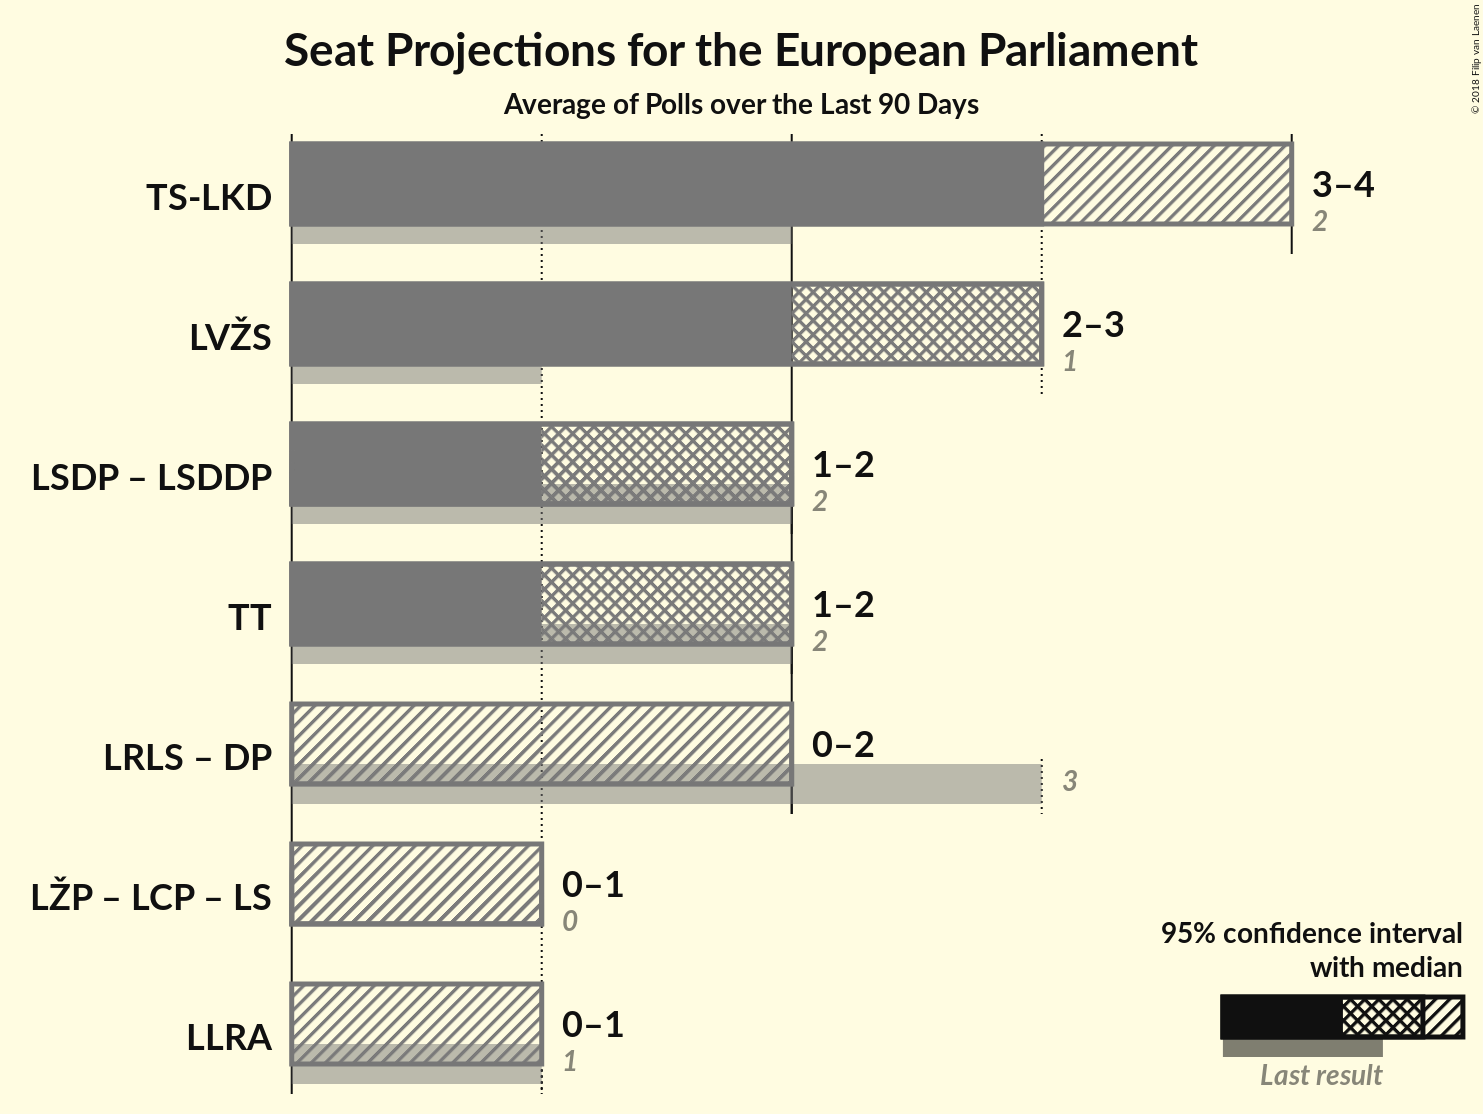 Seat Projections for the European Parliament
Average of Polls over the Last 90 Days
© 2018 Filip van Laenen
TS-LKD
3–4
2
LVŽS
2–3
1
LSDP – LSDDP
1–2
2
TT
1–2
2
LRLS – DP
0–2
3
LŽP – LCP – LS
0–1
0
LLRA
0–1
1
95% confidence interval
with median
Last result